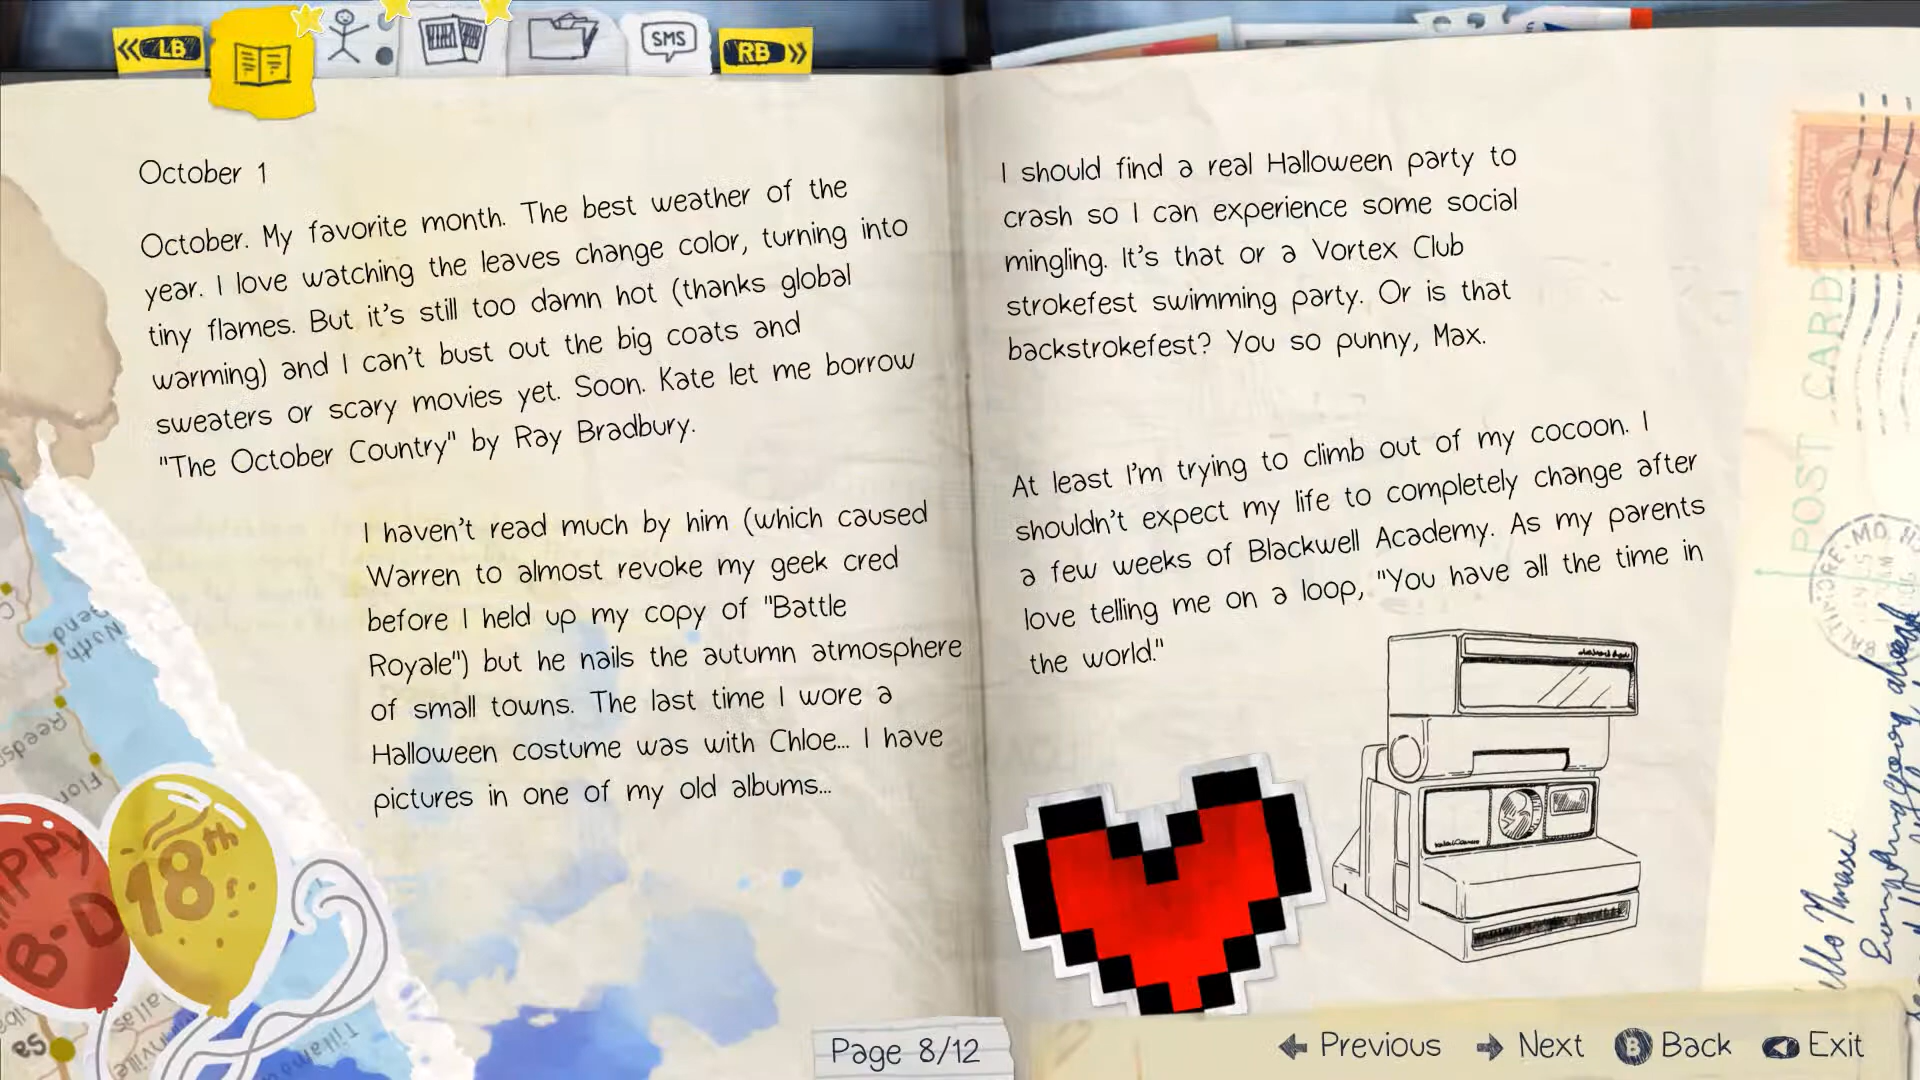 LB
SMS
RB
October 1
October. My favorite month. The best weather of the
year. I love watching the leaves change color, turning into
tiny flames. But it's still too damn hot (thanks global
warming) and I can't bust out the big coats and
sweaters or scary movies yet. Soon. Kate let me borrow
"The October Country" by Ray Bradbury.
I haven't read much by him (which caused
Warren to almost revoke my geek cred
before I held up my copy of "Battle
Royale") but he nails the autumn atmosphere
of small towns. The last time I wore a
Halloween costume was with Chloe... I have
pictures in one of my old albums...
I should find a real Halloween party to
crash so I can experience some social
mingling. It's that or a Vortex Club
strokefest swimming party. Or is that
backstrokefest? You so punny, Max.
At least I'm trying to climb out of my cocoon. I
shouldn't expect my life to completely change after
a few weeks of Blackwell Academy. As my parents
love telling me on a loop, "You have all the time in
the world."
POST CARD
North
Bend
Reedsp
Flor
PPY
B-D
18th
Page 8/12
Previous
Next
B Back
Exit